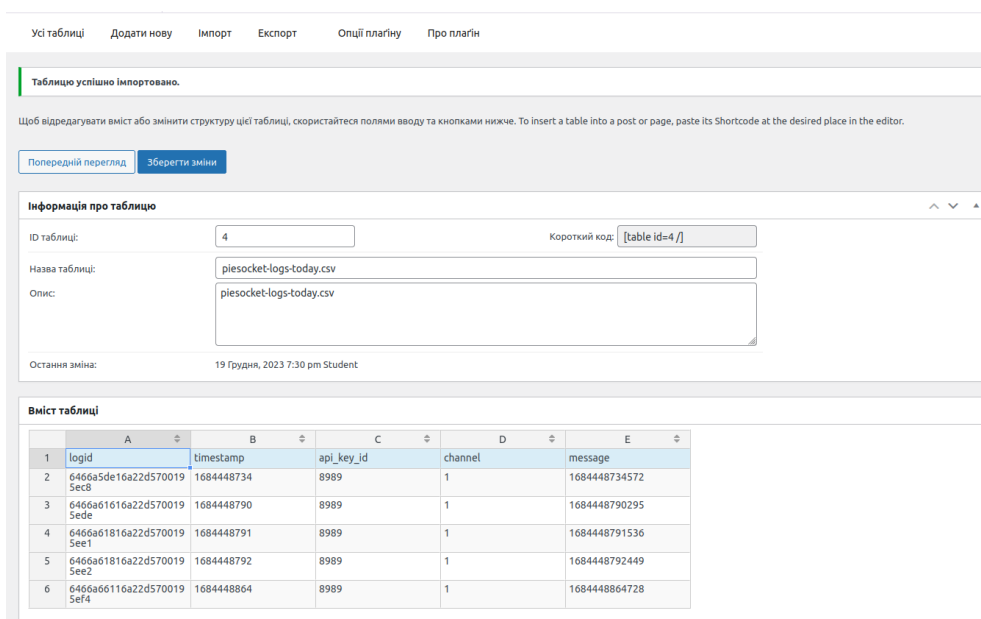 Усі таблиці Додати нову Імпорт Експорт Опції плаґіну Про плаґін
Таблицю успішно імпортовано.
Щоб відредагувати вміст або змінити структуру цієї таблиці, скористайтеся полями вводу та кнопками нижче. To insert a table into a post or page, paste its Shortcode at the desired place in the editor.
Попередній перегляд Зберегти зміни
Інформація про таблицю
ID таблиці: 4 Короткий код: [table id=4 /]
Назва таблиці: piesocket-logs-today.csv
Опис: piesocket-logs-today.csv
Остання зміна: 19 Грудня, 2023 7:30 pm Student
Вміст таблиці
A B C D E
1 logid timestamp api_key_id channel message
2 6466a5de16a22d570019 1684448734 8989 1 1684448734572
5ec8
3 6466a61616a22d570019 1684448790 8989 1 1684448790295
5ede
4 6466a61816a22d570019 1684448791 8989 1 1684448791536
5ee1
5 6466a61816a22d570019 1684448792 8989 1 1684448792449
5ee2
6 6466a66116a22d570019 1684448864 8989 1 1684448864728
5ef4